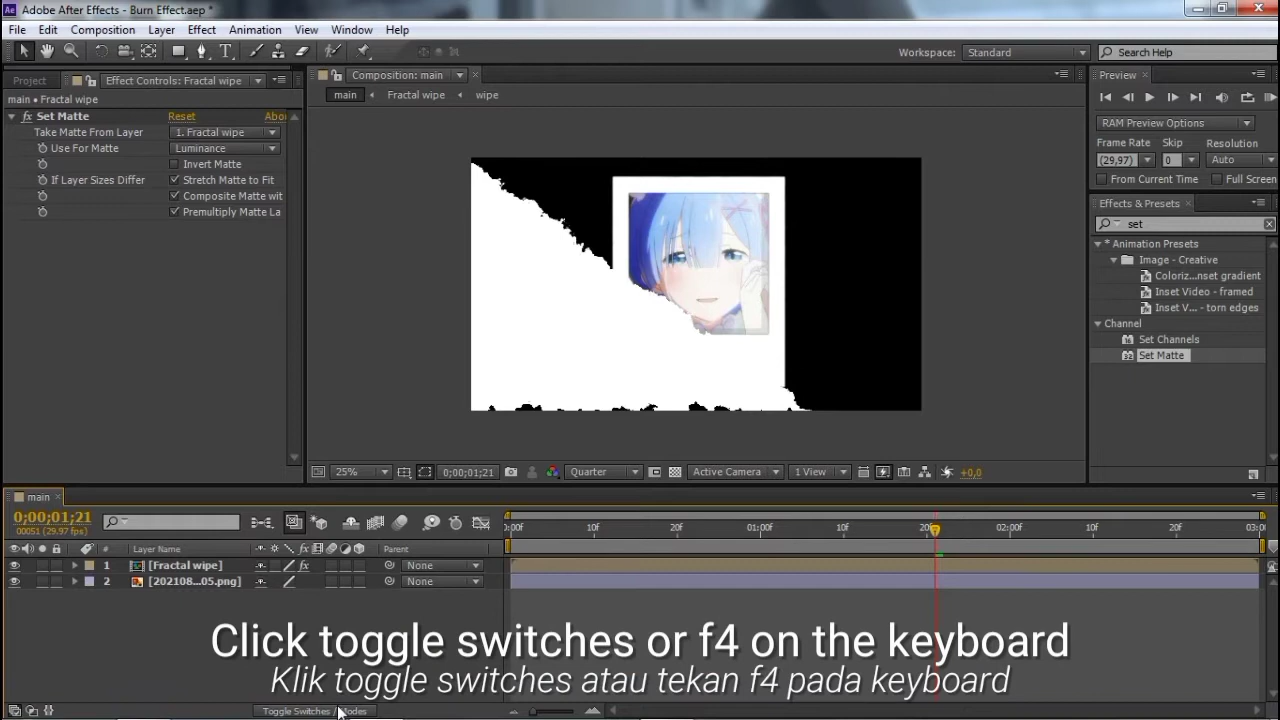 Adobe After Effects - Burn Effect.aep *
File Edit Composition Layer Effect Animation View Window Help
Workspace: Standard Search Help
Project Effect Controls: Fractal wipe
main • Fractal wipe
fx Set Matte Reset Abou
Take Matte From Layer 1. Fractal wipe
Use For Matte Luminance
Invert Matte
If Layer Sizes Differ Stretch Matte to Fit
Composite Matte wit
Premultiply Matte La
Composition: main
main Fractal wipe wipe
25% 0;00;01;21 Quarter Active Camera 1 View +0,0
Preview
RAM Preview Options
Frame Rate Skip Resolution
(29,97) 0 Auto
From Current Time Full Screen
Effects & Presets
set
* Animation Presets
Image - Creative
Coloriz...nset gradient
Inset Video - framed
Inset V... - torn edges
Channel
Set Channels
Set Matte
main
0;00;01;21
00051 (29.97 fps)
:00f 10f 20f 01:00f 10f 20f 02:00f 10f 20f 03:0
# Layer Name fx Parent
1 [Fractal wipe] fx None
2 [202108...05.png] None
Click toggle switches or f4 on the keyboard
Klik toggle switches atau tekan f4 pada keyboard
Toggle Switches / Modes